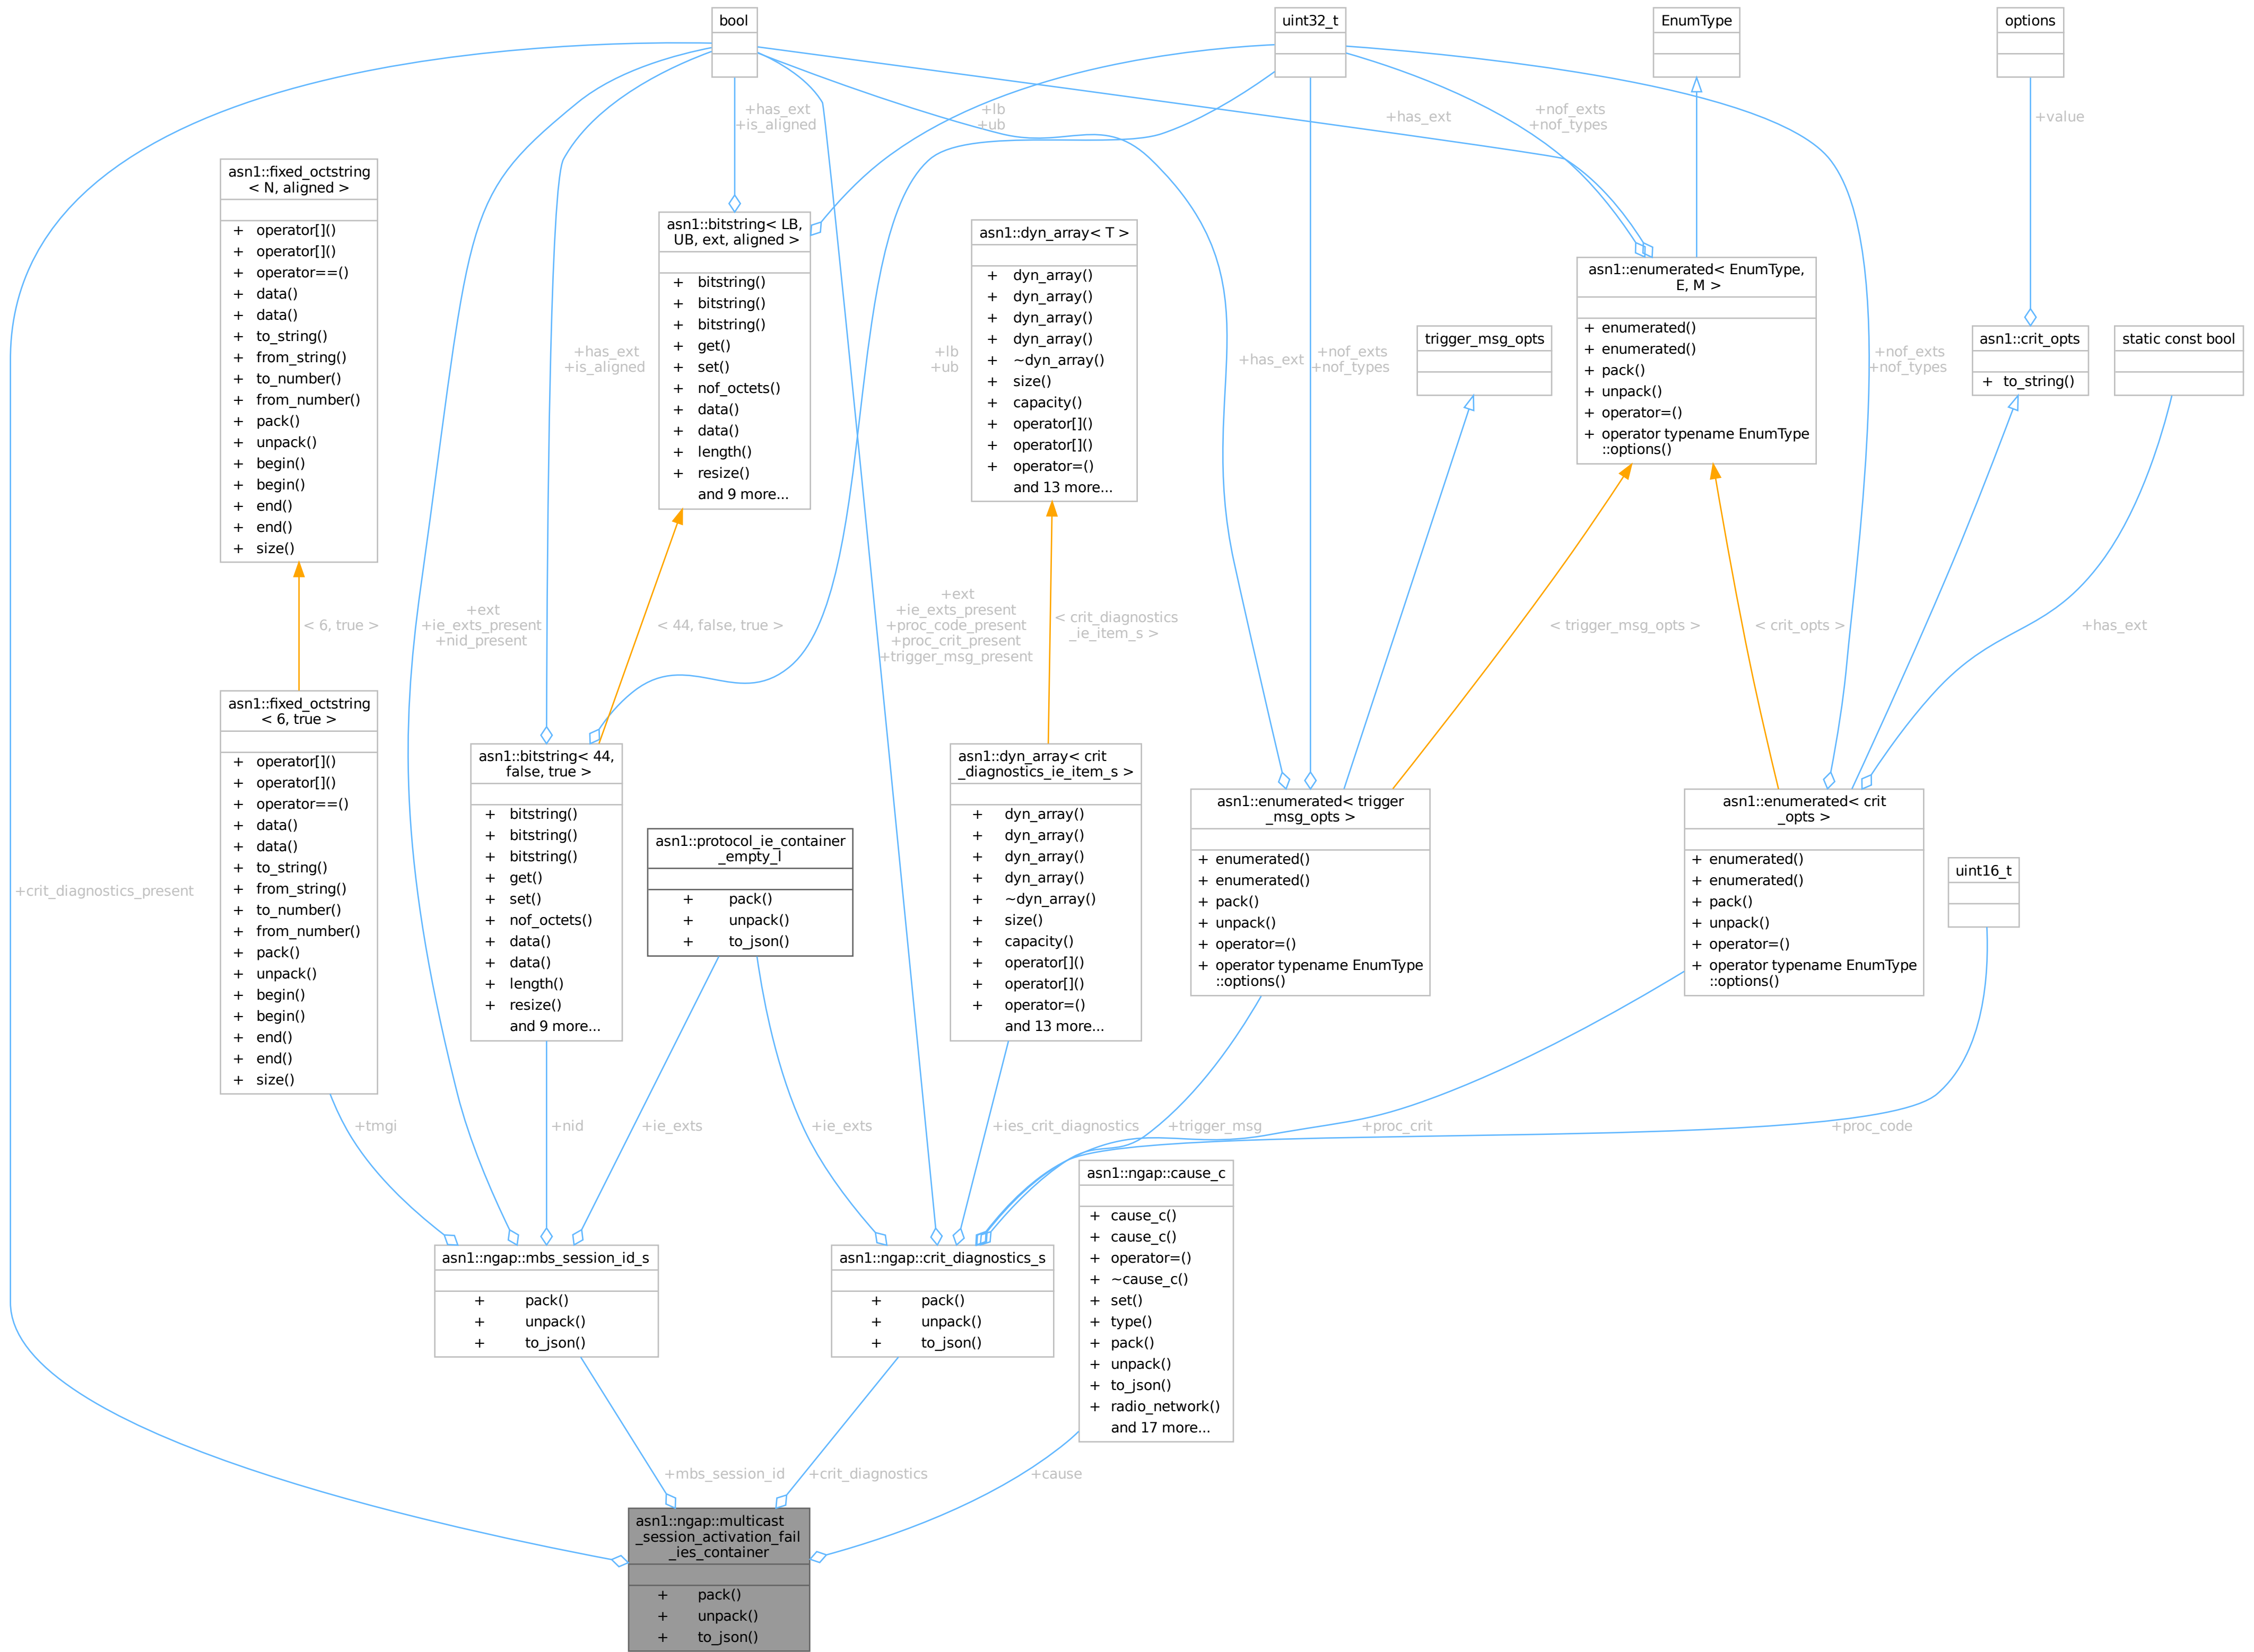 bool
uint32_t
EnumType
options
+has_ext
+is_aligned
+lb
+ub
+has_ext
+nof_exts
+nof_types
+value
asn1::fixed_octstring
< N, aligned >
+ operator[]()
+ operator[]()
+ operator==()
+ data()
+ data()
+ to_string()
+ from_string()
+ to_number()
+ from_number()
+ pack()
+ unpack()
+ begin()
+ begin()
+ end()
+ end()
+ size()
asn1::bitstring< LB,
UB, ext, aligned >
+ bitstring()
+ bitstring()
+ bitstring()
+ get()
+ set()
+ nof_octets()
+ data()
+ data()
+ length()
+ resize()
and 9 more...
asn1::dyn_array< T >
+ dyn_array()
+ dyn_array()
+ dyn_array()
+ dyn_array()
+ ~dyn_array()
+ size()
+ capacity()
+ operator[]()
+ operator[]()
+ operator=()
and 13 more...
asn1::enumerated< EnumType,
E, M >
+ enumerated()
+ enumerated()
+ pack()
+ unpack()
+ operator=()
+ operator typename EnumType
::options()
trigger_msg_opts
asn1::crit_opts
+ to_string()
static const bool
+has_ext
+is_aligned
+lb
+ub
+has_ext
+nof_exts
+nof_types
+nof_exts
+nof_types
< 6, true >
+ext
+ie_exts_present
+nid_present
< 44, false, true >
+ext
+ie_exts_present
+proc_code_present
+proc_crit_present
+trigger_msg_present
< crit_diagnostics
_ie_item_s >
< trigger_msg_opts >
< crit_opts >
+has_ext
asn1::fixed_octstring
< 6, true >
+ operator[]()
+ operator[]()
+ operator==()
+ data()
+ data()
+ to_string()
+ from_string()
+ to_number()
+ from_number()
+ pack()
+ unpack()
+ begin()
+ begin()
+ end()
+ end()
+ size()
asn1::bitstring< 44,
false, true >
+ bitstring()
+ bitstring()
+ bitstring()
+ get()
+ set()
+ nof_octets()
+ data()
+ data()
+ length()
+ resize()
and 9 more...
asn1::protocol_ie_container
_empty_l
+ pack()
+ unpack()
+ to_json()
asn1::dyn_array< crit
_diagnostics_ie_item_s >
+ dyn_array()
+ dyn_array()
+ dyn_array()
+ dyn_array()
+ ~dyn_array()
+ size()
+ capacity()
+ operator[]()
+ operator[]()
+ operator=()
and 13 more...
asn1::enumerated< trigger
_msg_opts >
+ enumerated()
+ enumerated()
+ pack()
+ unpack()
+ operator=()
+ operator typename EnumType
::options()
asn1::enumerated< crit
_opts >
+ enumerated()
+ enumerated()
+ pack()
+ unpack()
+ operator=()
+ operator typename EnumType
::options()
uint16_t
+crit_diagnostics_present
+tmgi
+nid
+ie_exts
+ie_exts
+ies_crit_diagnostics
+trigger_msg
+proc_crit
+proc_code
asn1::ngap::mbs_session_id_s
+ pack()
+ unpack()
+ to_json()
asn1::ngap::crit_diagnostics_s
+ pack()
+ unpack()
+ to_json()
asn1::ngap::cause_c
+ cause_c()
+ cause_c()
+ operator=()
+ ~cause_c()
+ set()
+ type()
+ pack()
+ unpack()
+ to_json()
+ radio_network()
and 17 more...
+mbs_session_id
+crit_diagnostics
+cause
asn1::ngap::multicast
_session_activation_fail
_ies_container
+ pack()
+ unpack()
+ to_json()